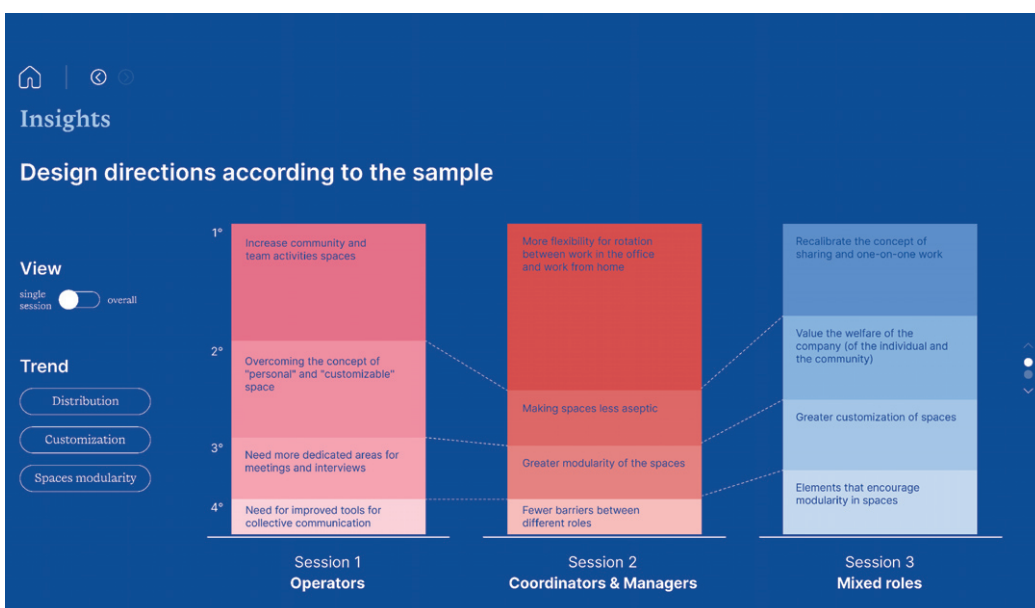 Insights
Design directions according to the sample
View
single
session
overall
Trend
Distribution
Customization
Spaces modularity
1°
2°
3°
4°
Increase community and
team activities spaces
Overcoming the concept of
"personal" and "customizable"
space
Need more dedicated areas for
meetings and interviews
Need for improved tools for
collective communication
Session 1
Operators
More flexibility for rotation
between work in the office
and work from home
Making spaces less aseptic
Greater modularity of the spaces
Fewer barriers between
different roles
Session 2
Coordinators & Managers
Recalibrate the concept of
sharing and one-on-one work
Value the welfare of the
company (of the individual and
the community)
Greater customization of spaces
Elements that encourage
modularity in spaces
Session 3
Mixed roles